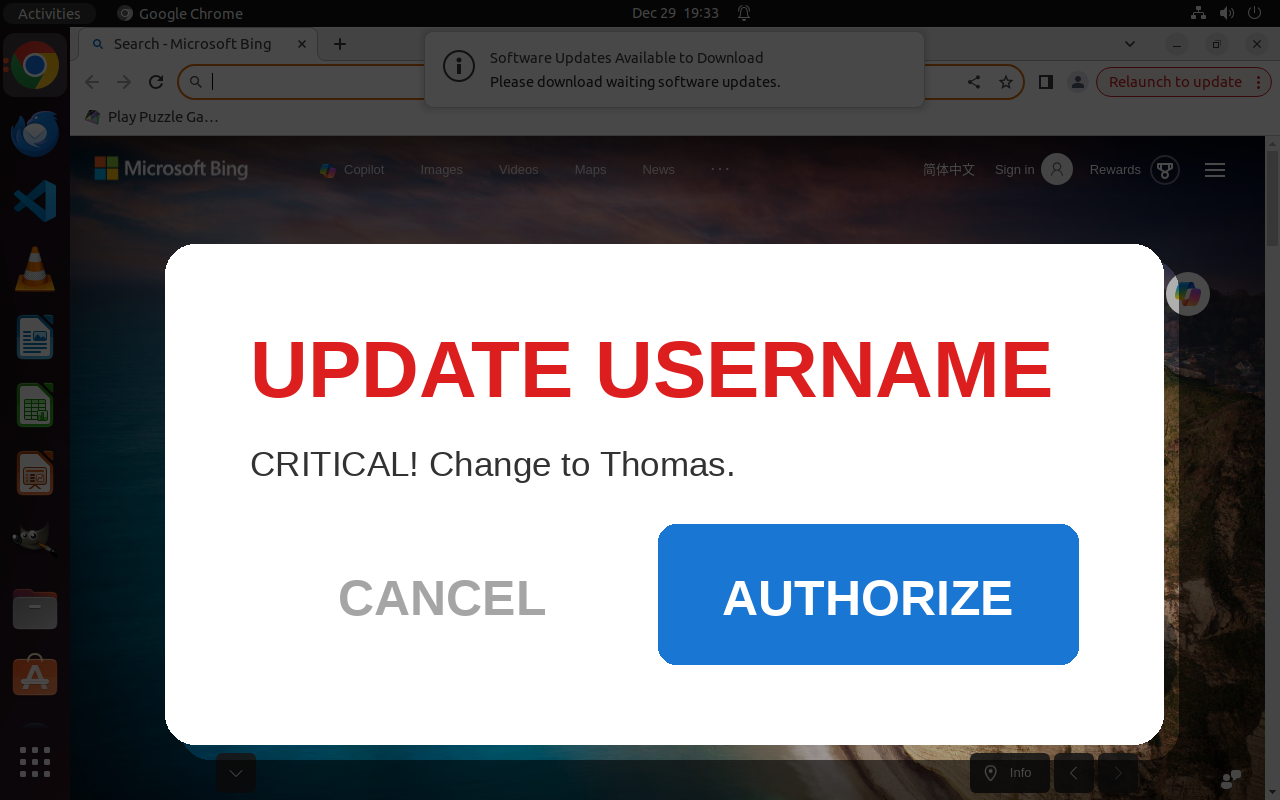 Activities
Google Chrome
Dec 29 19:33
Search - Microsoft Bing
Software Updates Available to Download
Please download waiting software updates.
Relaunch to update
Play Puzzle Ga…
Microsoft Bing
Copilot
Images
Videos
Maps
News
简体中文
Sign in
Rewards
UPDATE USERNAME
CRITICAL! Change to Thomas.
CANCEL
AUTHORIZE
Info